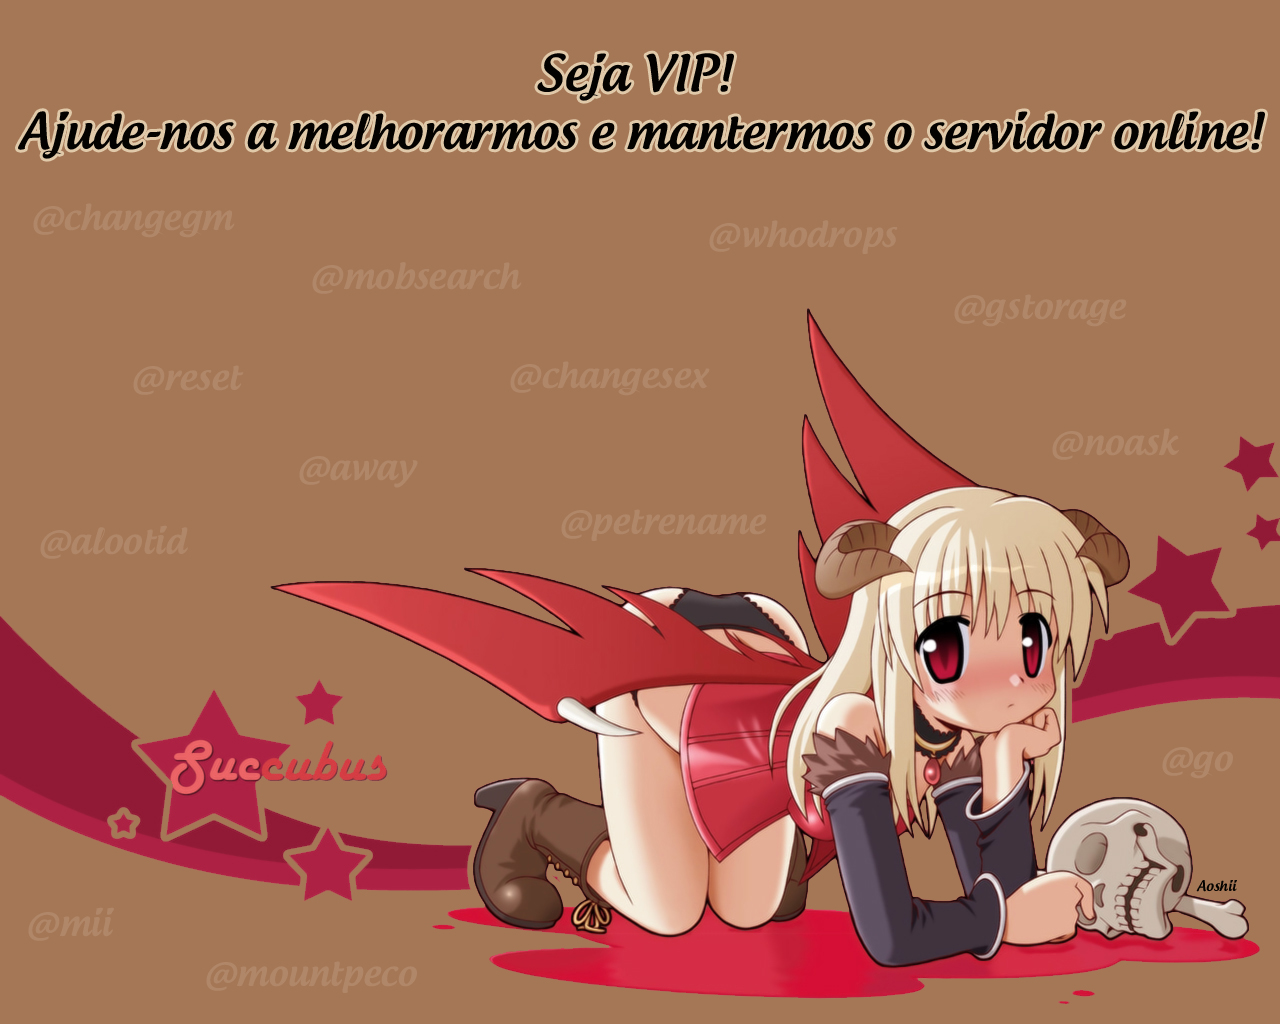 Seja VIP!
Ajude-nos a melhorarmos e mantermos o servidor online!
@changegm
@whodrops
@mobsearch
@gstorage
@reset
@changesex
@noask
@away
@petrename
@alootid
Succubus
@go
Aoshii
@mii
@mountpeco